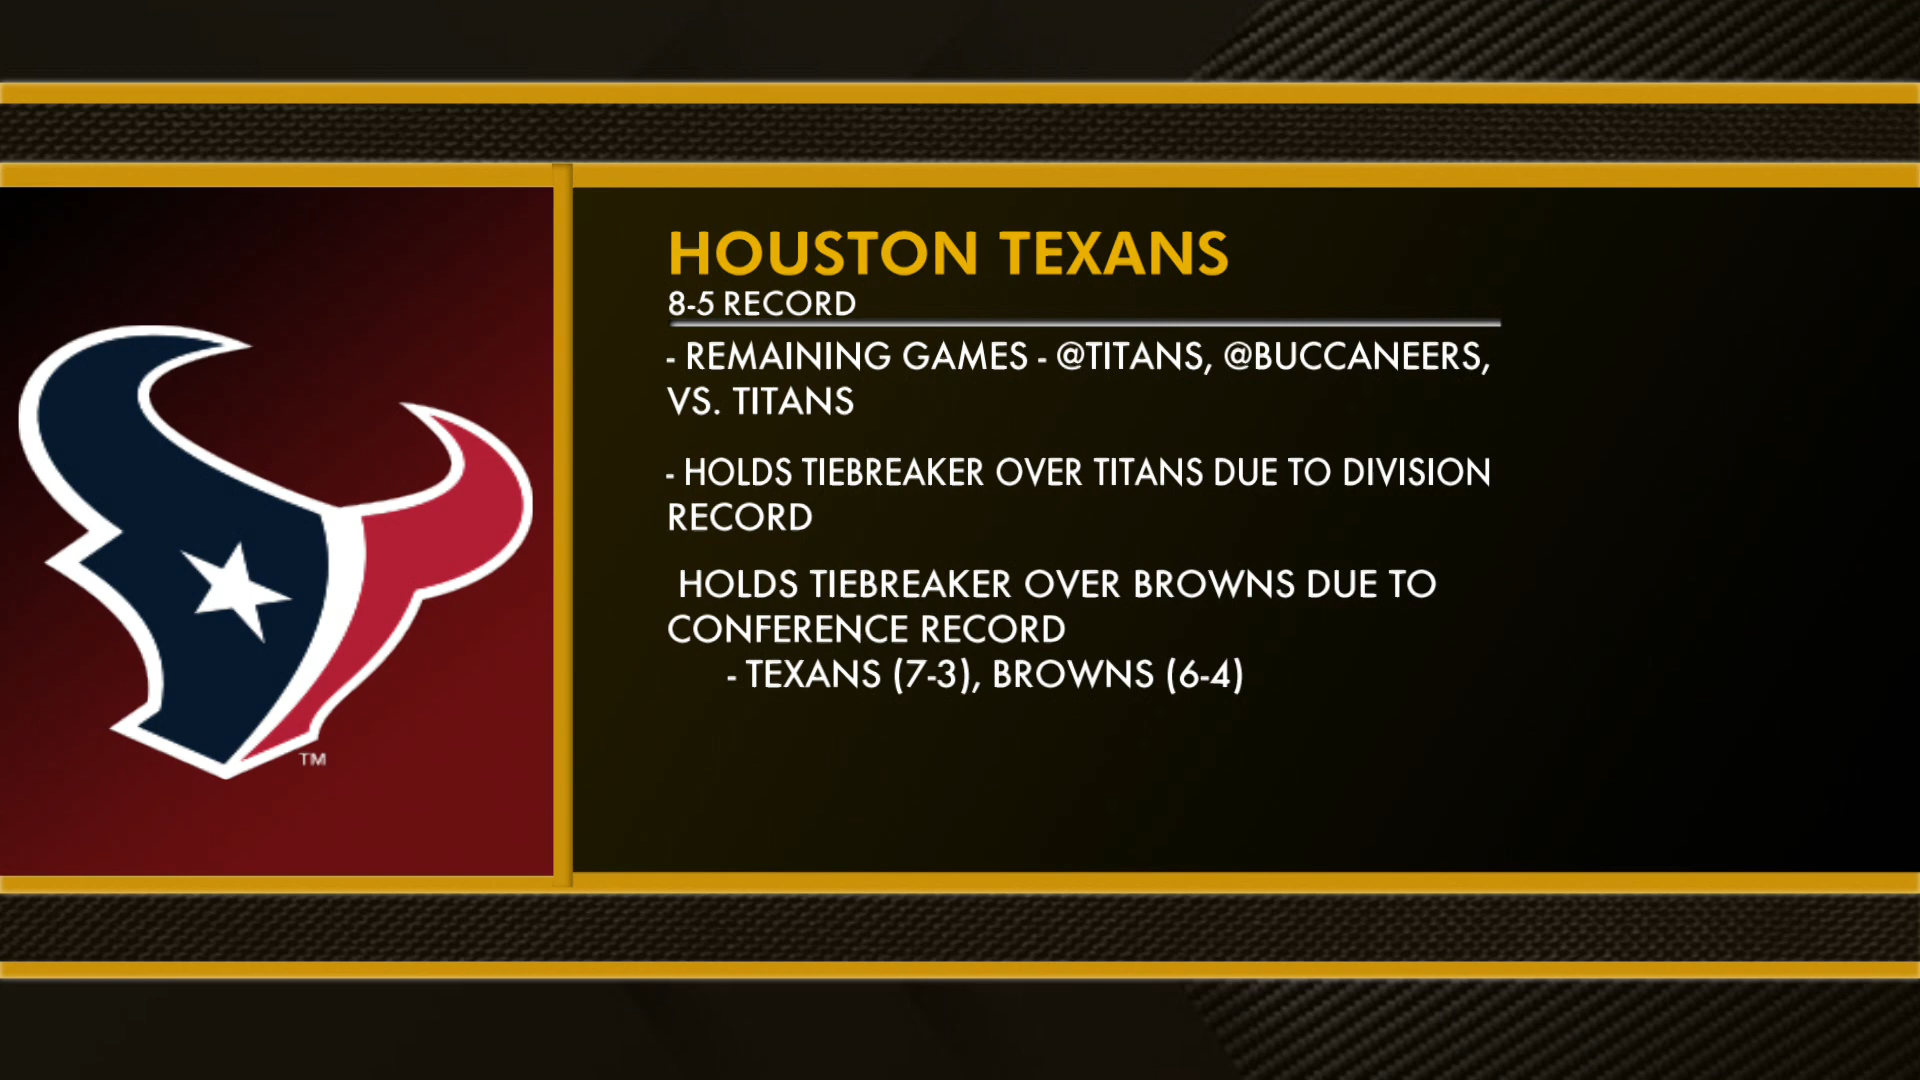 HOUSTON TEXANS
8-5 RECORD
- REMAINING GAMES - @TITANS, @BUCCANEERS,
VS. TITANS
- HOLDS TIEBREAKER OVER TITANS DUE TO DIVISION
RECORD
HOLDS TIEBREAKER OVER BROWNS DUE TO
CONFERENCE RECORD
- TEXANS (7-3), BROWNS (6-4)
TM